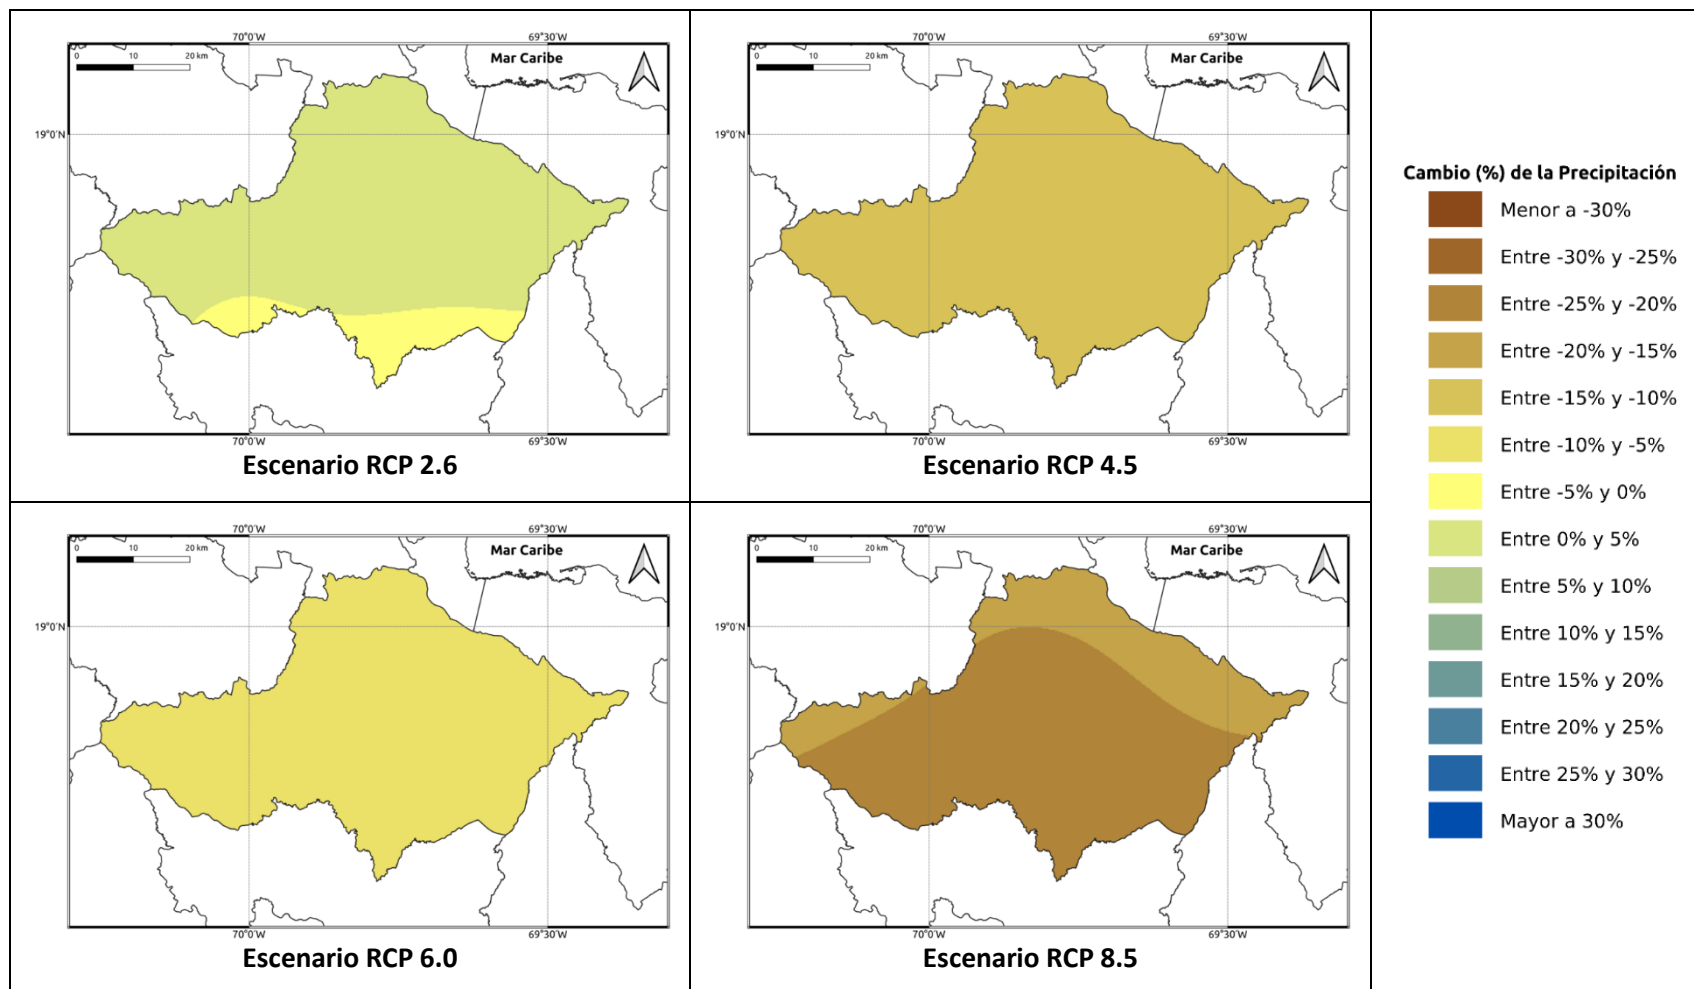 70°0'W 69°30'W
0 10 20 km
Mar Caribe
19°0'N
70°0'W 69°30'W
Escenario RCP 2.6
70°0'W 69°30'W
0 10 20 km
Mar Caribe
19°0'N
70°0'W 69°30'W
Escenario RCP 4.5
70°0'W 69°30'W
0 10 20 km
Mar Caribe
19°0'N
70°0'W 69°30'W
Escenario RCP 6.0
70°0'W 69°30'W
0 10 20 km
Mar Caribe
19°0'N
70°0'W 69°30'W
Escenario RCP 8.5
Cambio (%) de la Precipitación
Menor a -30%
Entre -30% y -25%
Entre -25% y -20%
Entre -20% y -15%
Entre -15% y -10%
Entre -10% y -5%
Entre -5% y 0%
Entre 0% y 5%
Entre 5% y 10%
Entre 10% y 15%
Entre 15% y 20%
Entre 20% y 25%
Entre 25% y 30%
Mayor a 30%